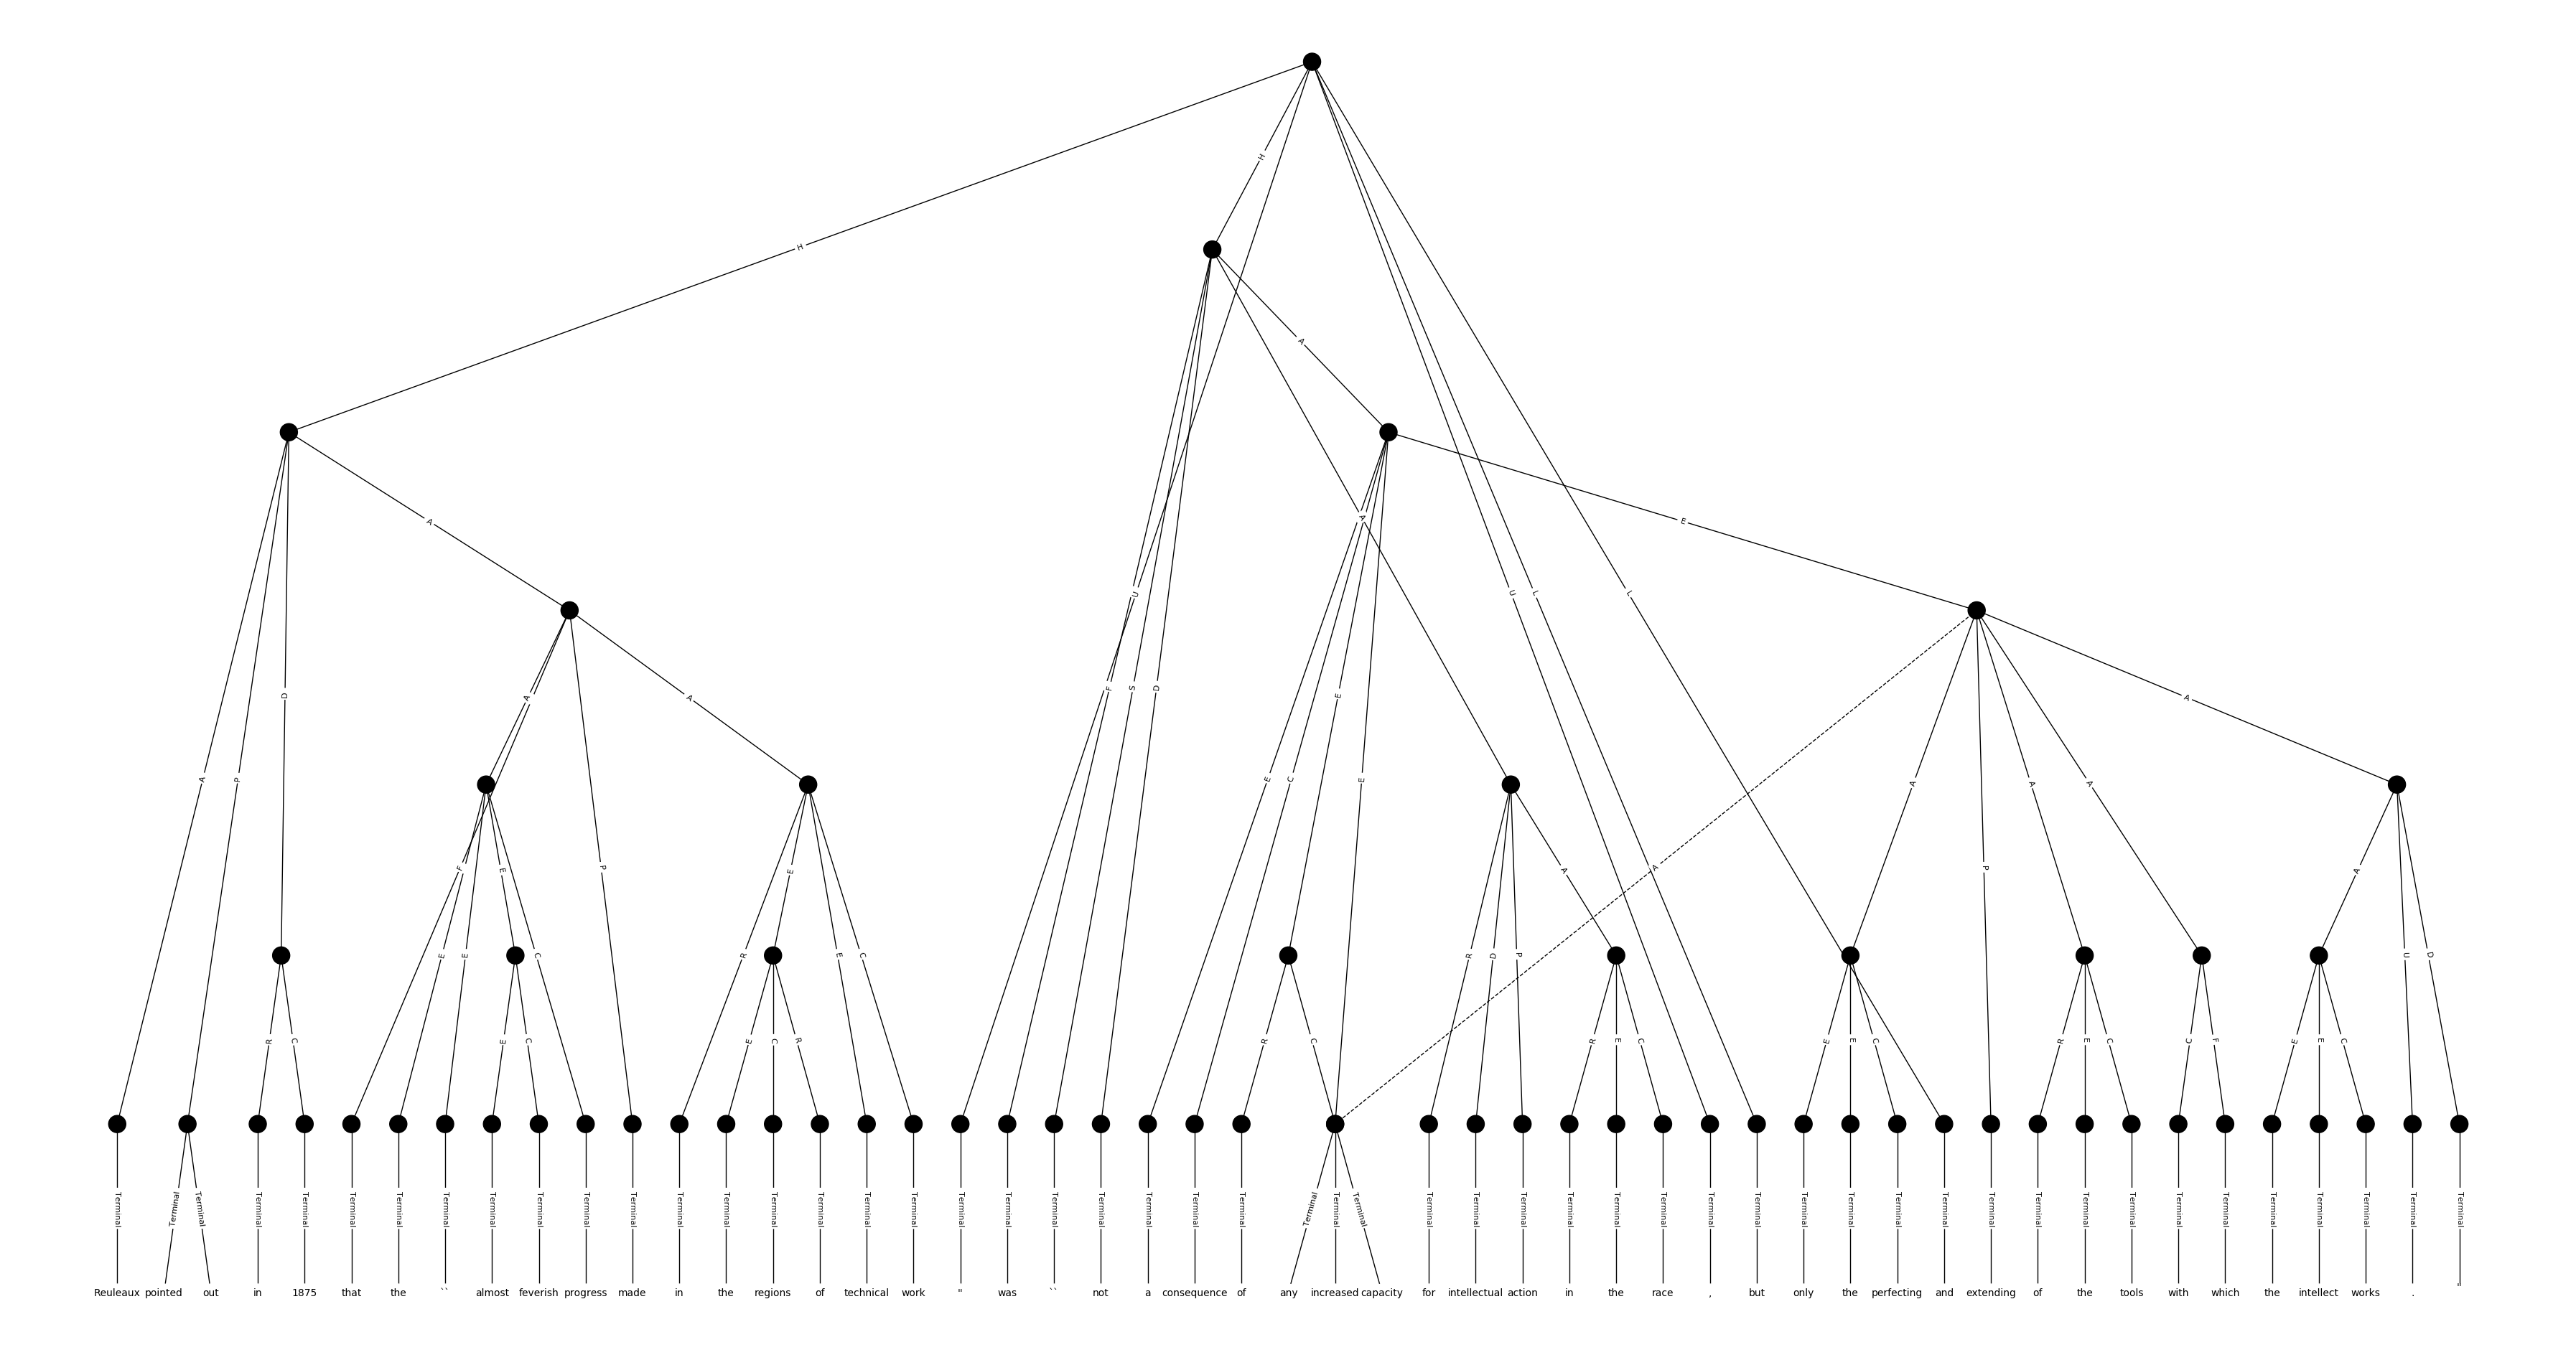 H
H
A
A
E
A
U
L
L
D
A
A
A
F
S
D
E
U
A
P
E
C
E
A
A
A
A
F
E
P
E
A
A
P
A
E
E
C
R
E
C
R
D
P
U
D
R
C
E
C
E
C
R
R
C
R
E
C
E
E
C
R
E
C
C
F
E
E
C
Terminal Terminal Terminal Terminal Terminal Terminal Terminal Terminal Terminal Terminal Terminal Terminal Terminal Terminal Terminal Terminal Terminal Terminal Terminal Terminal Terminal Terminal Terminal Terminal Terminal Terminal Terminal Terminal Terminal Terminal Terminal Terminal Terminal Terminal Terminal Terminal Terminal Terminal Terminal Terminal Terminal Terminal Terminal Terminal Terminal Terminal Terminal Terminal Terminal Terminal Terminal
Reuleaux pointed out in 1875 that the `` almost feverish progress made in the regions of technical work " was `` not a consequence of any increased capacity for intellectual action in the race , but only the perfecting and extending of the tools with which the intellect works . "